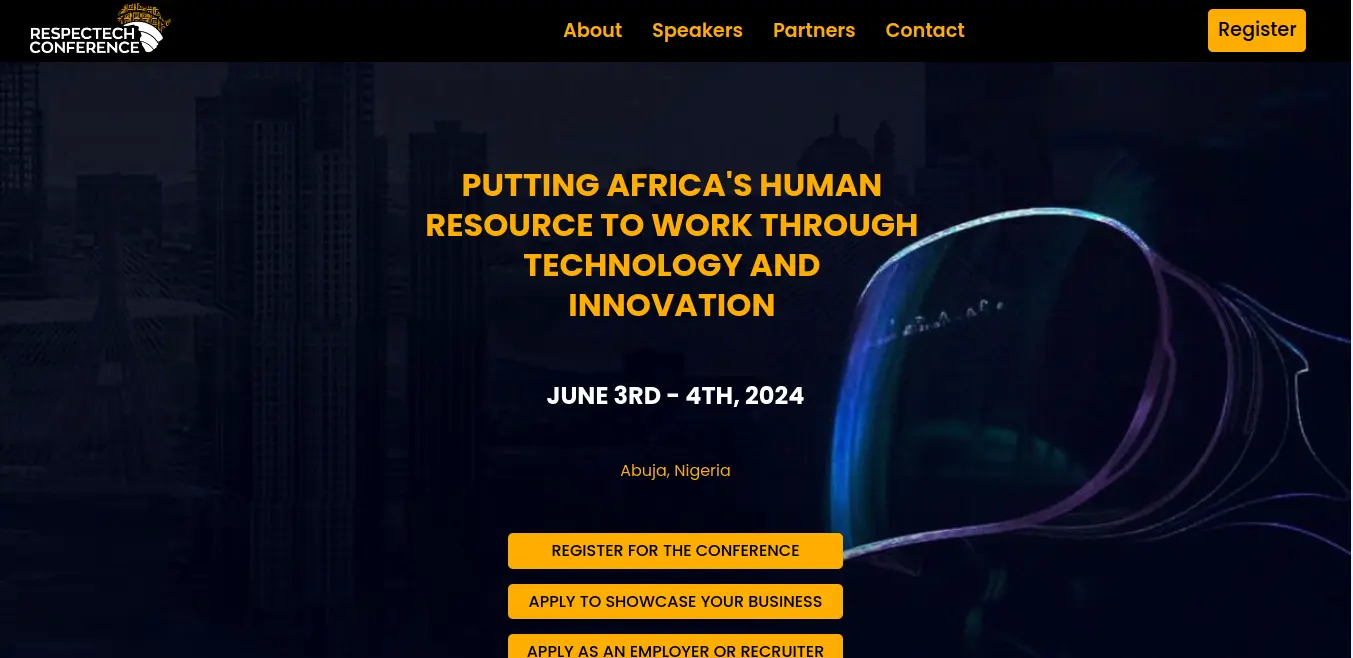 RESPECTECH
CONFERENCE
About
Speakers
Partners
Contact
Register
PUTTING AFRICA'S HUMAN
RESOURCE TO WORK THROUGH
TECHNOLOGY AND
INNOVATION
JUNE 3RD - 4TH, 2024
Abuja, Nigeria
REGISTER FOR THE CONFERENCE
APPLY TO SHOWCASE YOUR BUSINESS
APPLY AS AN EMPLOYER OR RECRUITER